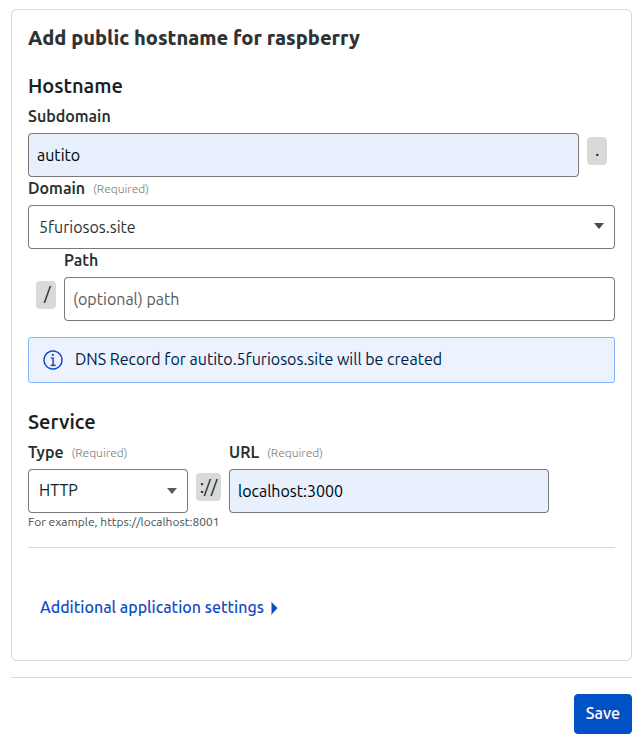 Add public hostname for raspberry
Hostname
Subdomain
autito
.
Domain (Required)
5furiosos.site
Path
/
(optional) path
DNS Record for autito.5furiosos.site will be created
Service
Type (Required) URL (Required)
HTTP :// localhost:3000
For example, https://localhost:8001
Additional application settings
Save